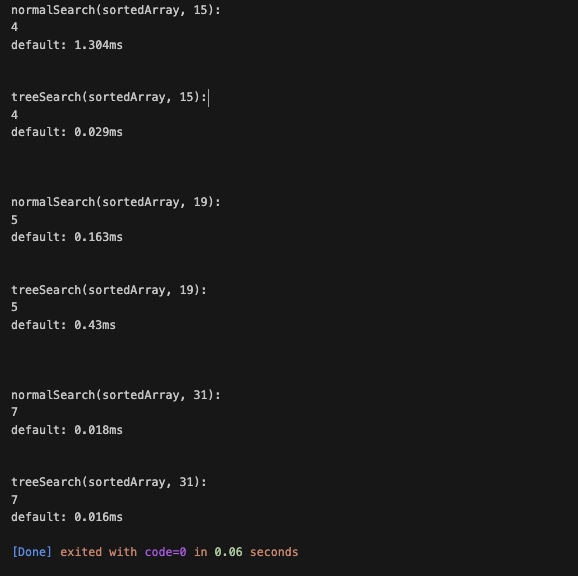 normalSearch(sortedArray, 15):
4
default: 1.304ms
treeSearch(sortedArray, 15):
4
default: 0.029ms
normalSearch(sortedArray, 19):
5
default: 0.163ms
treeSearch(sortedArray, 19):
5
default: 0.43ms
normalSearch(sortedArray, 31):
7
default: 0.018ms
treeSearch(sortedArray, 31):
7
default: 0.016ms
[Done] exited with code=0 in 0.06 seconds